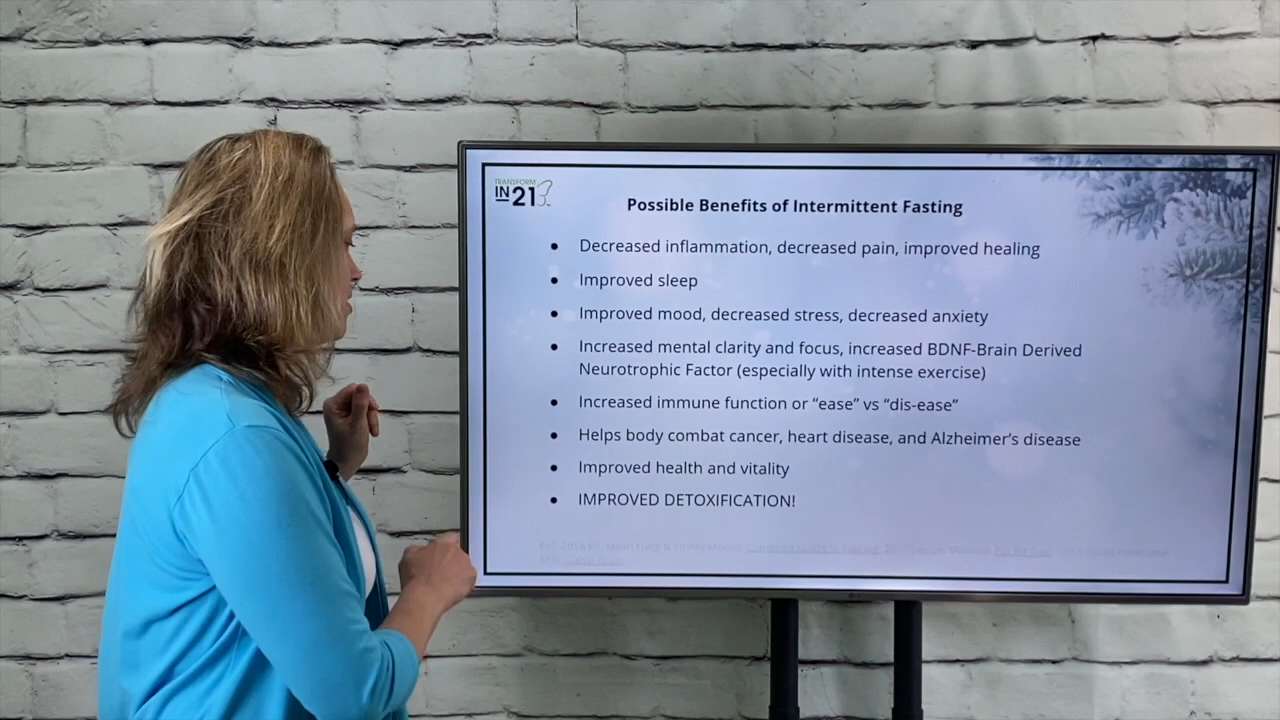 TRANSFORM
IN 21
Possible Benefits of Intermittent Fasting
Decreased inflammation, decreased pain, improved healing
Improved sleep
Improved mood, decreased stress, decreased anxiety
Increased mental clarity and focus, increased BDNF-Brain Derived
Neurotrophic Factor (especially with intense exercise)
Increased immune function or “ease” vs “dis-ease”
Helps body combat cancer, heart disease, and Alzheimer’s disease
Improved health and vitality
IMPROVED DETOXIFICATION!